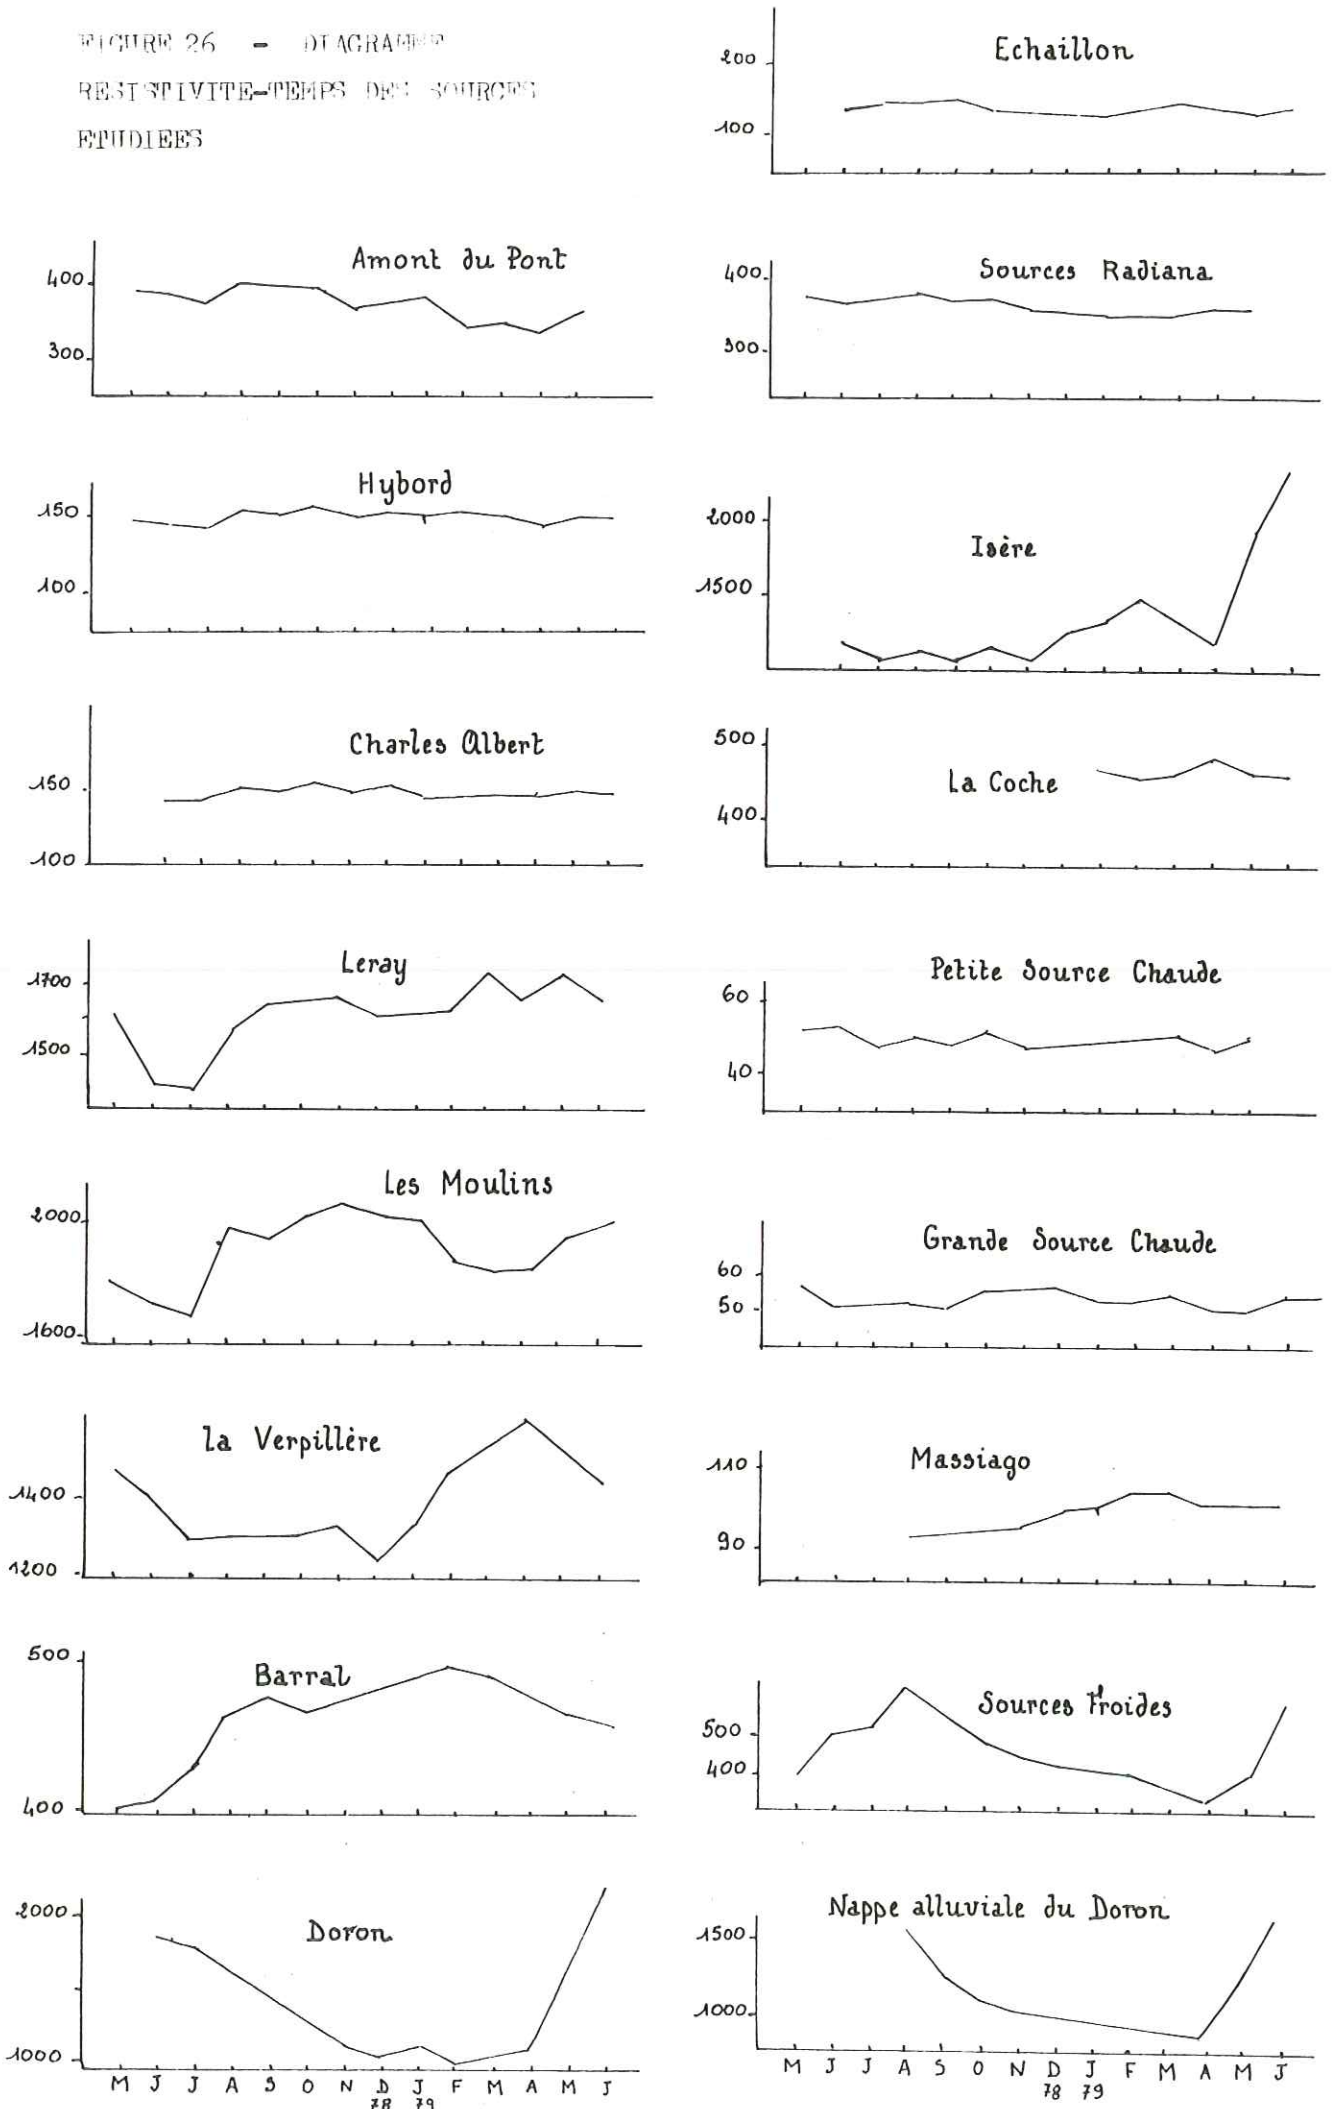 FIGURE 26 - DIAGRAMME
RESISTIVITE-TEMPS DES SOURCES
ETUDIEES
Amont du Pont
400
300
Hybord
150
100
Charles Albert
150
100
Leray
1700
1500
Les Moulins
2000
1600
la Verpillère
1400
1200
Barral
500
400
Doron
2000
1000
M J J A S O N D J F M A M J
78 79
Echaillon
200
100
Sources Radiana
400
300
Isère
2000
1500
La Coche
500
400
Petite Source Chaude
60
40
Grande Source Chaude
60
50
Massiago
110
90
Sources Froides
500
400
Nappe alluviale du Doron
1500
1000
M J J A S O N D J F M A M J
78 79